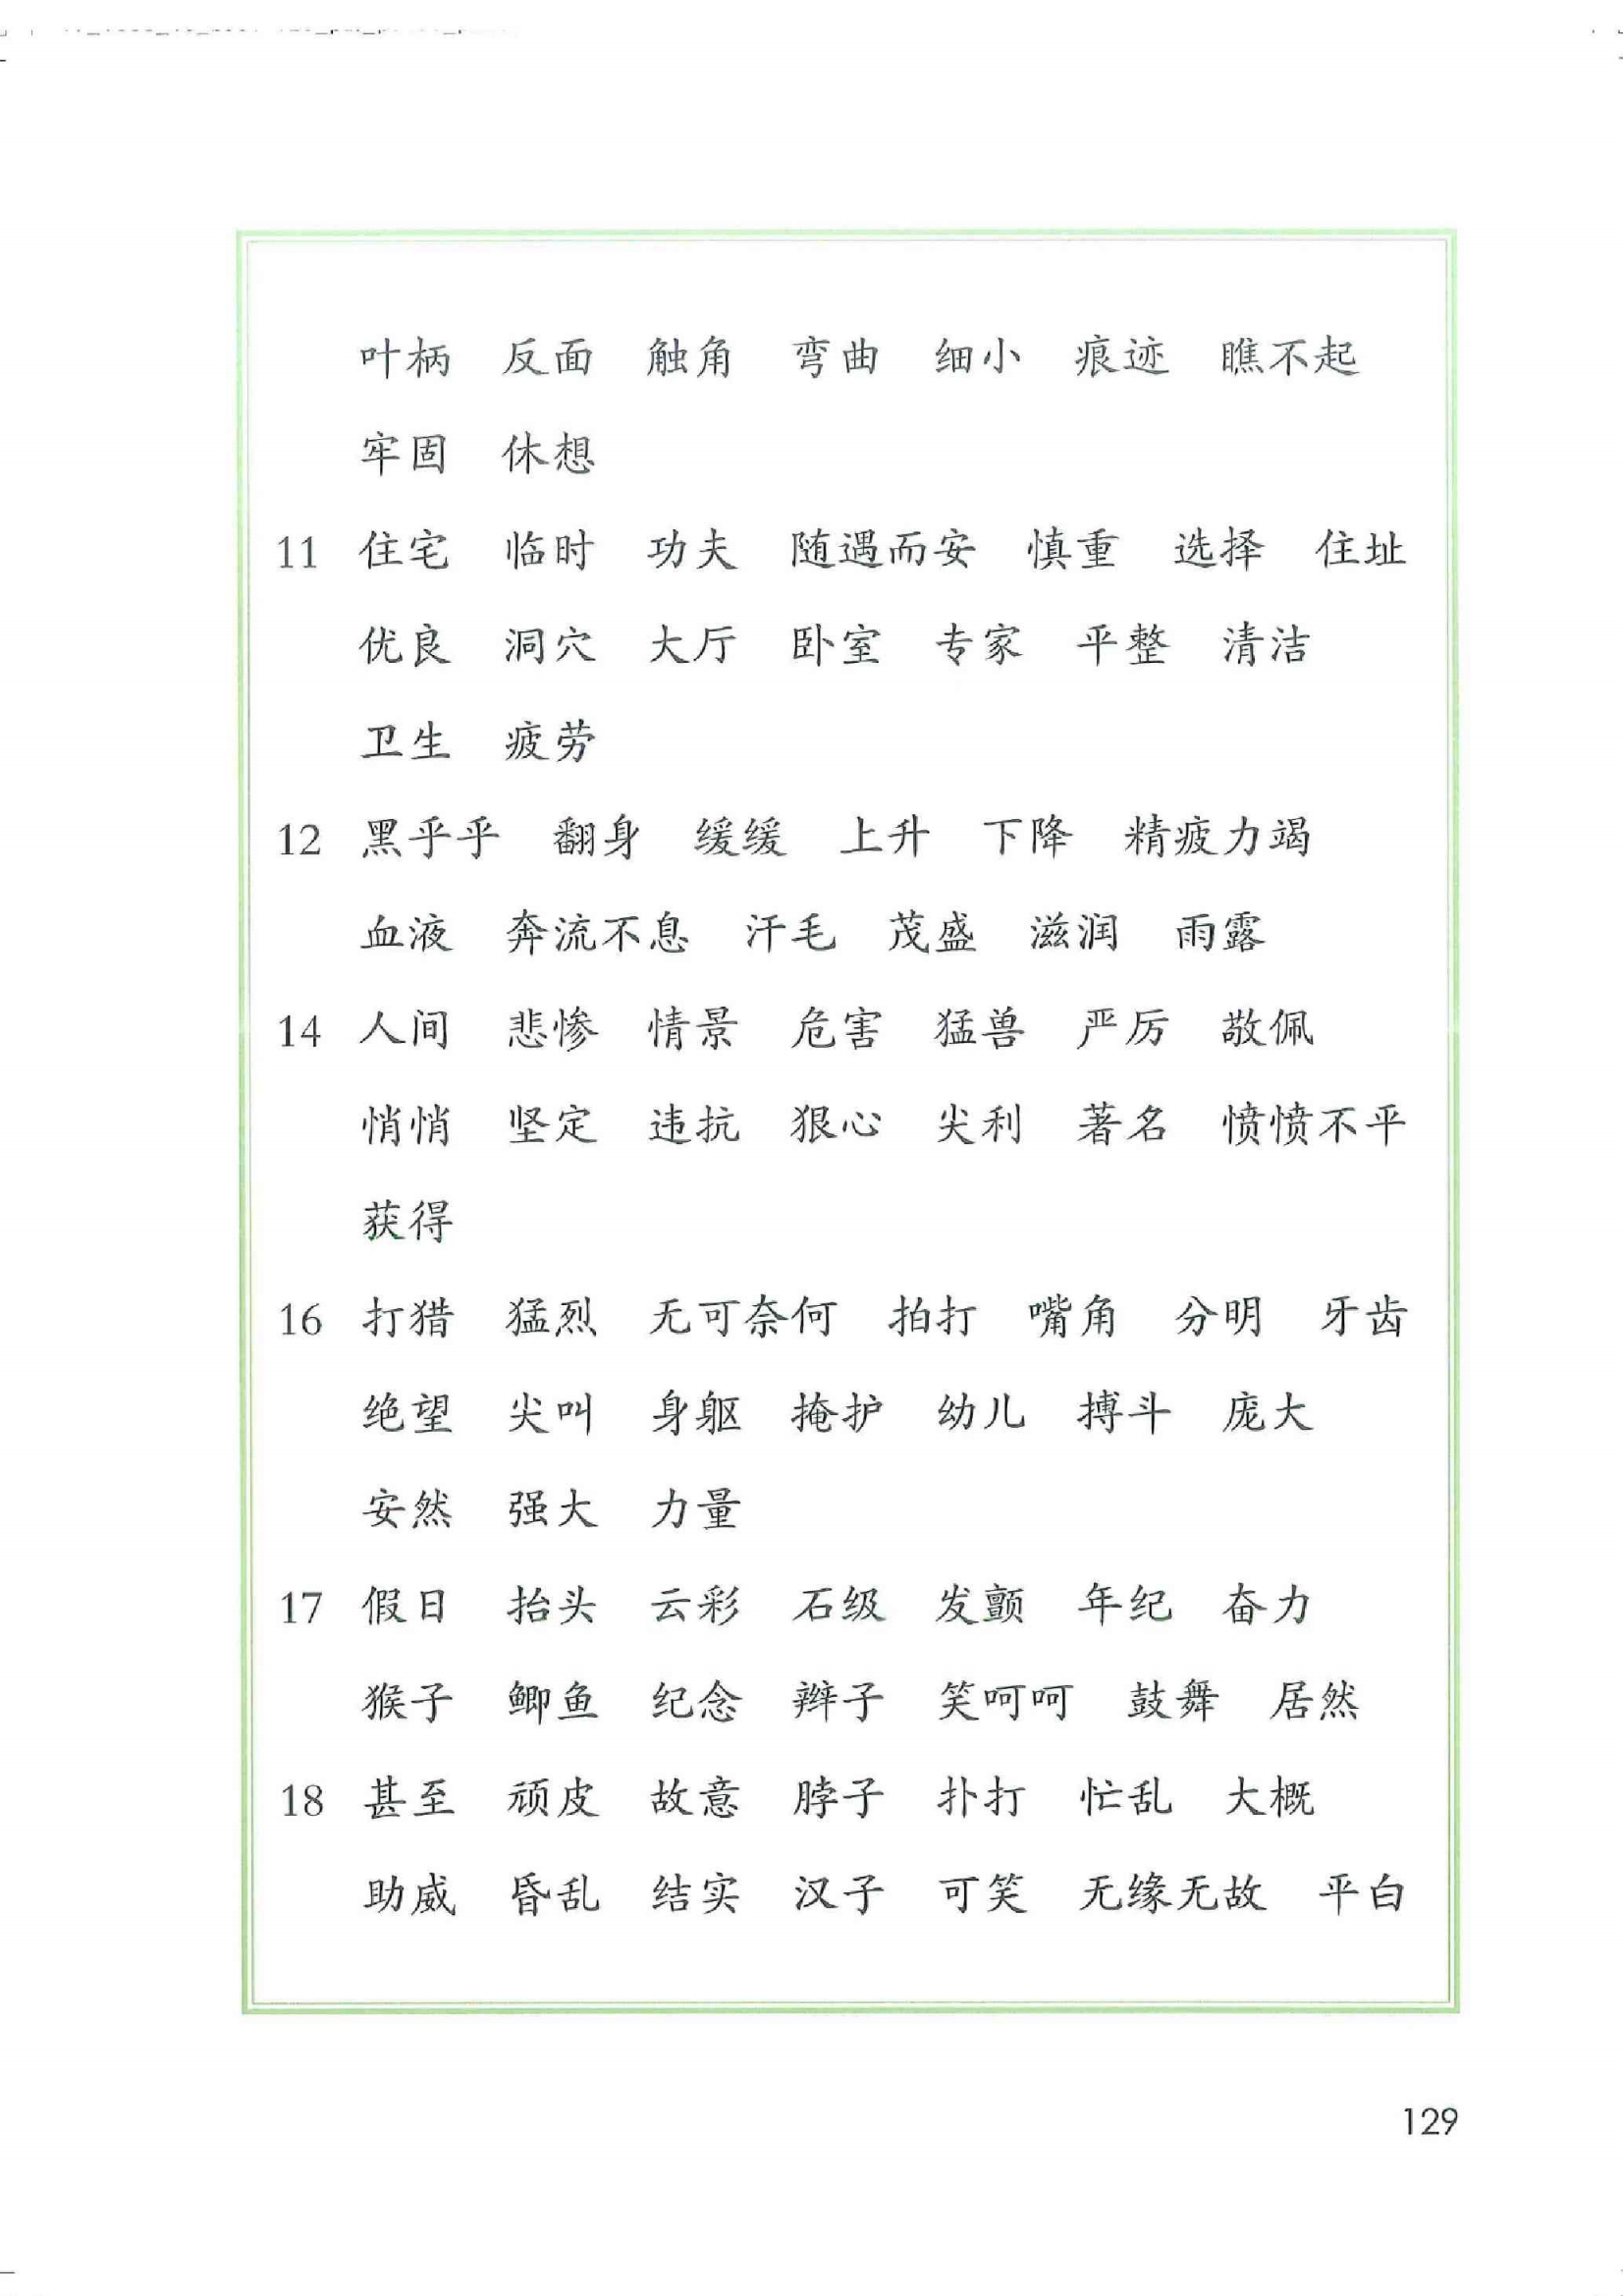 叶柄 反面 触角 弯曲 细小 痕迹 瞧不起
牢固 休想
11 住宅 临时 功夫 随遇而安 慎重 选择 住址
优良 洞穴 大厅 卧室 专家 平整 清洁
卫生 疲劳
12 黑乎乎 翻身 缓缓 上升 下降 精疲力竭
血液 奔流不息 汗毛 茂盛 滋润 雨露
14 人间 悲惨 情景 危害 猛兽 严厉 敬佩
悄悄 坚定 违抗 狠心 尖利 著名 愤愤不平
获得
16 打猎 猛烈 无可奈何 拍打 嘴角 分明 牙齿
绝望 尖叫 身躯 掩护 幼儿 搏斗 庞大
安然 强大 力量
17 假日 抬头 云彩 石级 发颤 年纪 奋力
猴子 鲫鱼 纪念 辫子 笑呵呵 鼓舞 居然
18 甚至 顽皮 故意 脖子 扑打 忙乱 大概
助威 昏乱 结实 汉子 可笑 无缘无故 平白
129